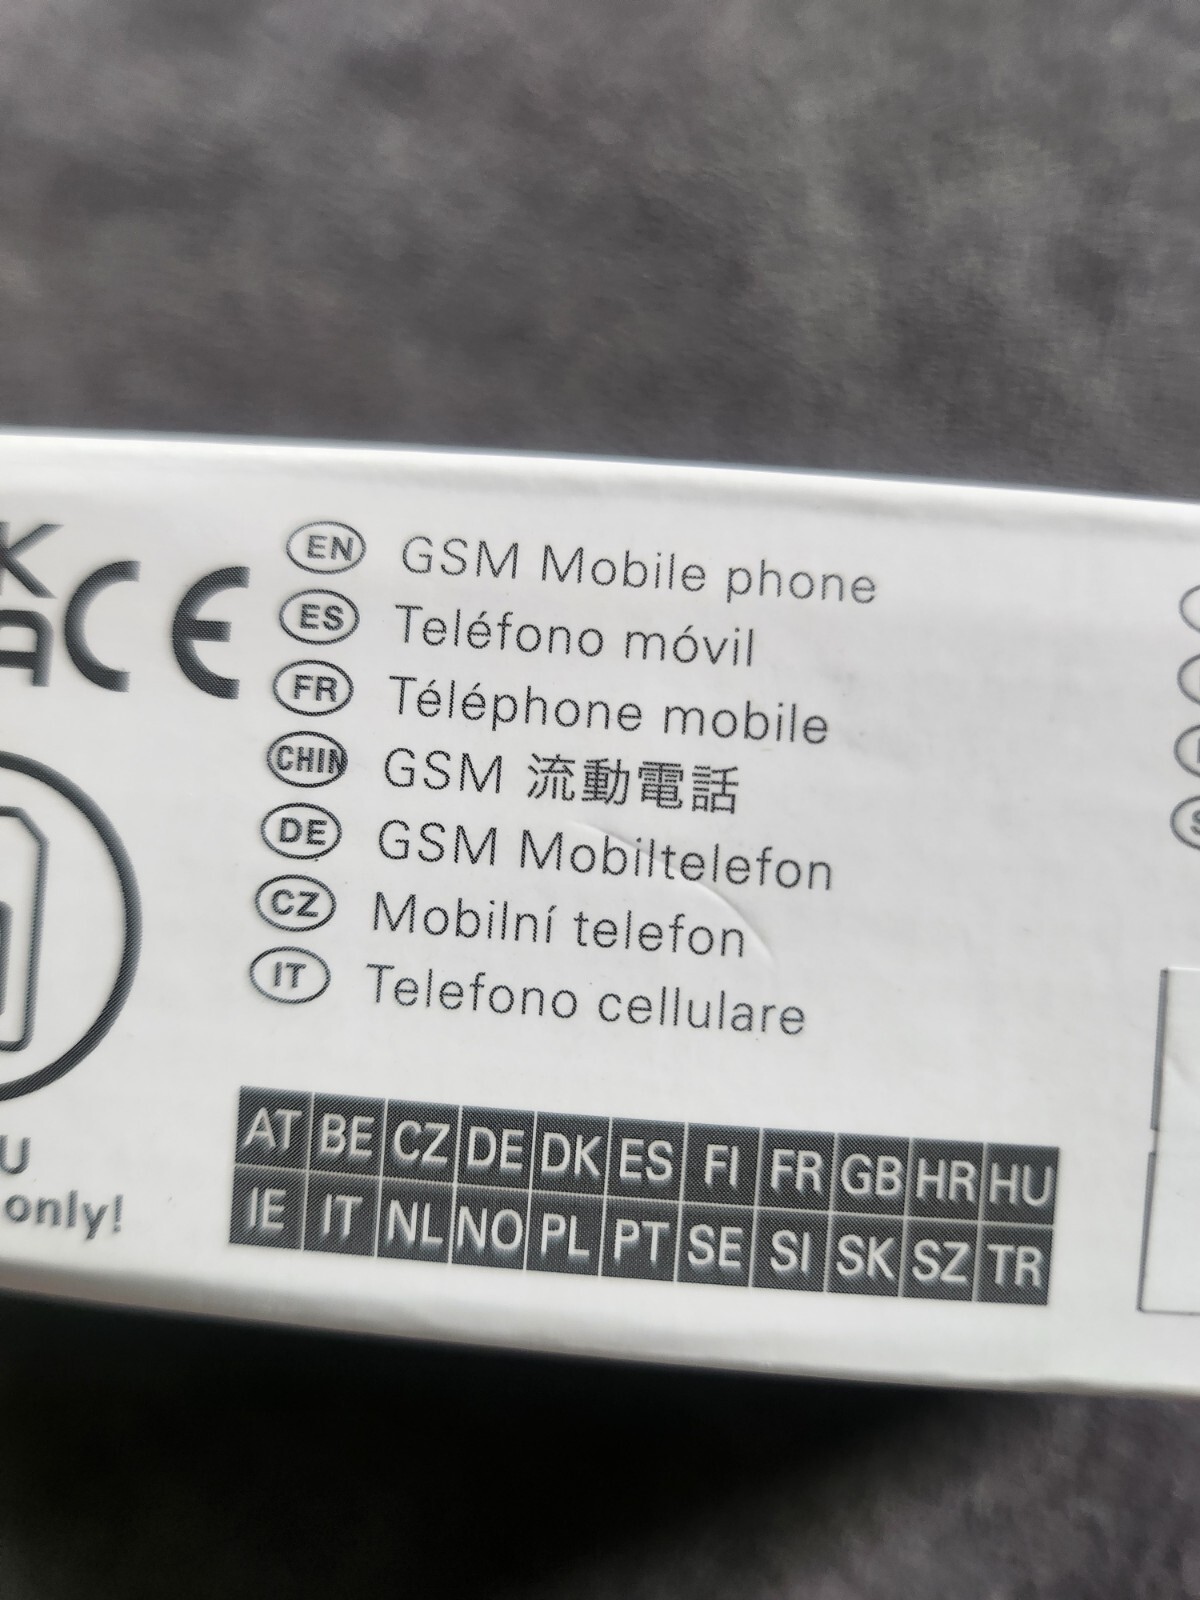 K
A CE
EN GSM Mobile phone
ES Teléfono móvil
FR Téléphone mobile
CHIN GSM 流動電話
DE GSM Mobiltelefon
CZ Mobilní telefon
IT Telefono cellulare
U
only!
AT BE CZ DE DK ES FI FR GB HR HU
IE IT NL NO PL PT SE SI SK SZ TR